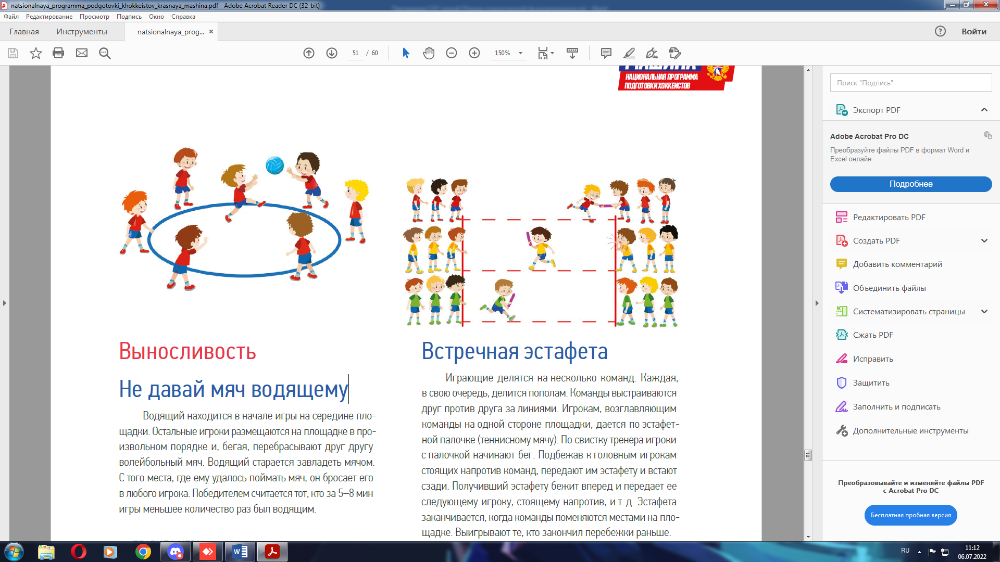 natsionalnaya_programma_podgotovki_khokkeistov_krasnaya_mashina.pdf - Adobe Acrobat Reader DC (32-bit)
Файл Редактирование Просмотр Подпись Окно Справка
Главная Инструменты natsionalnaya_prog... Войти
51 / 60 150%
НАЦИОНАЛЬНАЯ ПРОГРАММА
ПОДГОТОВКИ ХОККЕИСТОВ
Выносливость
Не давай мяч водящему
Водящий находится в начале игры на середине пло-
щадки. Остальные игроки размещаются на площадке в про-
извольном порядке и, бегая, перебрасывают друг другу
волейбольный мяч. Водящий старается завладеть мячом.
С того места, где ему удалось поймать мяч, он бросает его
в любого игрока. Победителем считается тот, кто за 5–8 мин
игры меньшее количество раз был водящим.
Встречная эстафета
Играющие делятся на несколько команд. Каждая,
в свою очередь, делится пополам. Команды выстраиваются
друг против друга за линиями. Игрокам, возглавляющим
команды на одной стороне площадки, дается по эстафет-
ной палочке (теннисному мячу). По свистку тренера игроки
с палочкой начинают бег. Подбежав к головным игрокам
стоящих напротив команд, передают им эстафету и встают
сзади. Получивший эстафету бежит вперед и передает ее
следующему игроку, стоящему напротив, и т. д. Эстафета
заканчивается, когда команды поменяются местами на пло-
щадке. Выигрывают те, кто закончил перебежки раньше.
Поиск "Подпись"
Экспорт PDF
Adobe Acrobat Pro DC
Преобразуйте файлы PDF в формат Word и
Excel онлайн
Подробнее
Редактировать PDF
Создать PDF
Добавить комментарий
Объединить файлы
Систематизировать страницы
Сжать PDF
Исправить
Защитить
Заполнить и подписать
Дополнительные инструменты
Преобразовывайте и изменяйте файлы PDF
с Acrobat Pro DC
Бесплатная пробная версия
RU
11:12
06.07.2022